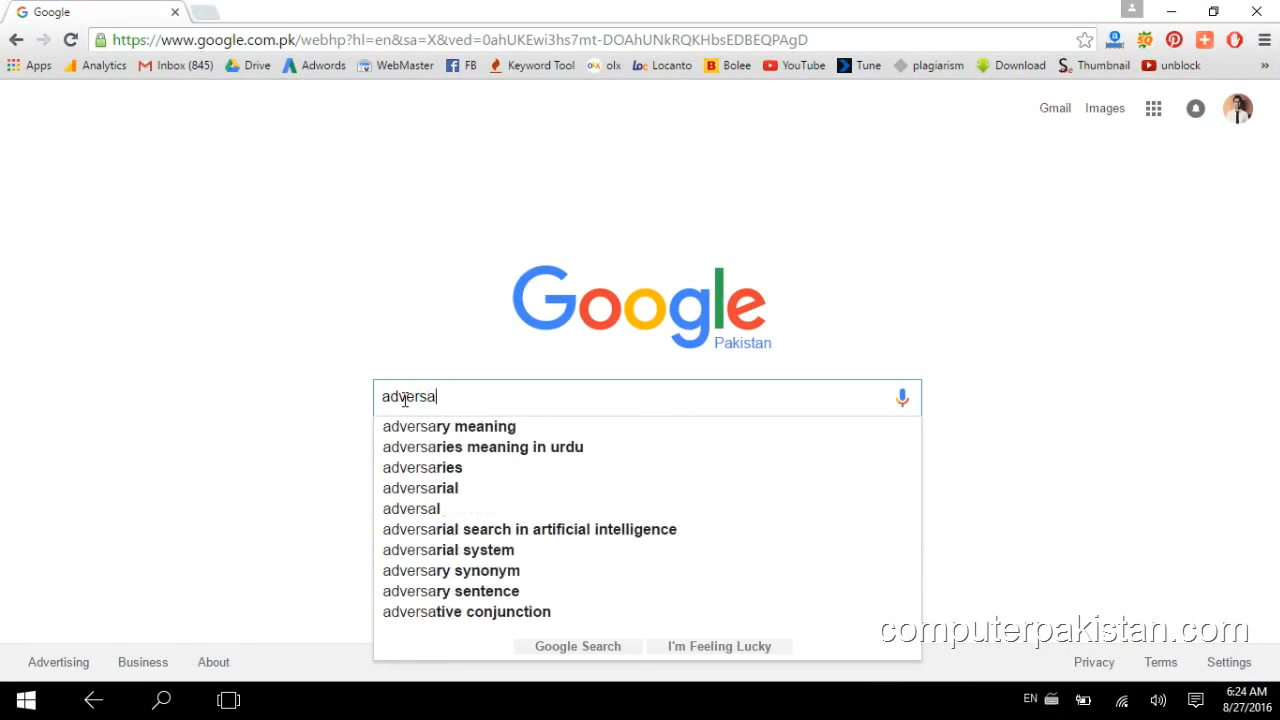 Google
https://www.google.com.pk/webhp?hl=en&sa=X&ved=0ahUKEwi3hs7mt-DOAhUNkRQKHbsEDBEQPAgD
Apps Analytics Inbox (845) Drive Adwords WebMaster FB Keyword Tool olx Locanto Bolee YouTube Tune plagiarism Download Thumbnail unblock »
Gmail Images
Google
Pakistan
adversa
adversary meaning
adversaries meaning in urdu
adversaries
adversarial
adversal
adversarial search in artificial intelligence
adversarial system
adversary synonym
adversary sentence
adversative conjunction
Google Search I'm Feeling Lucky
computerpakistan.com
Advertising Business About Privacy Terms Settings
EN 6:24 AM
8/27/2016